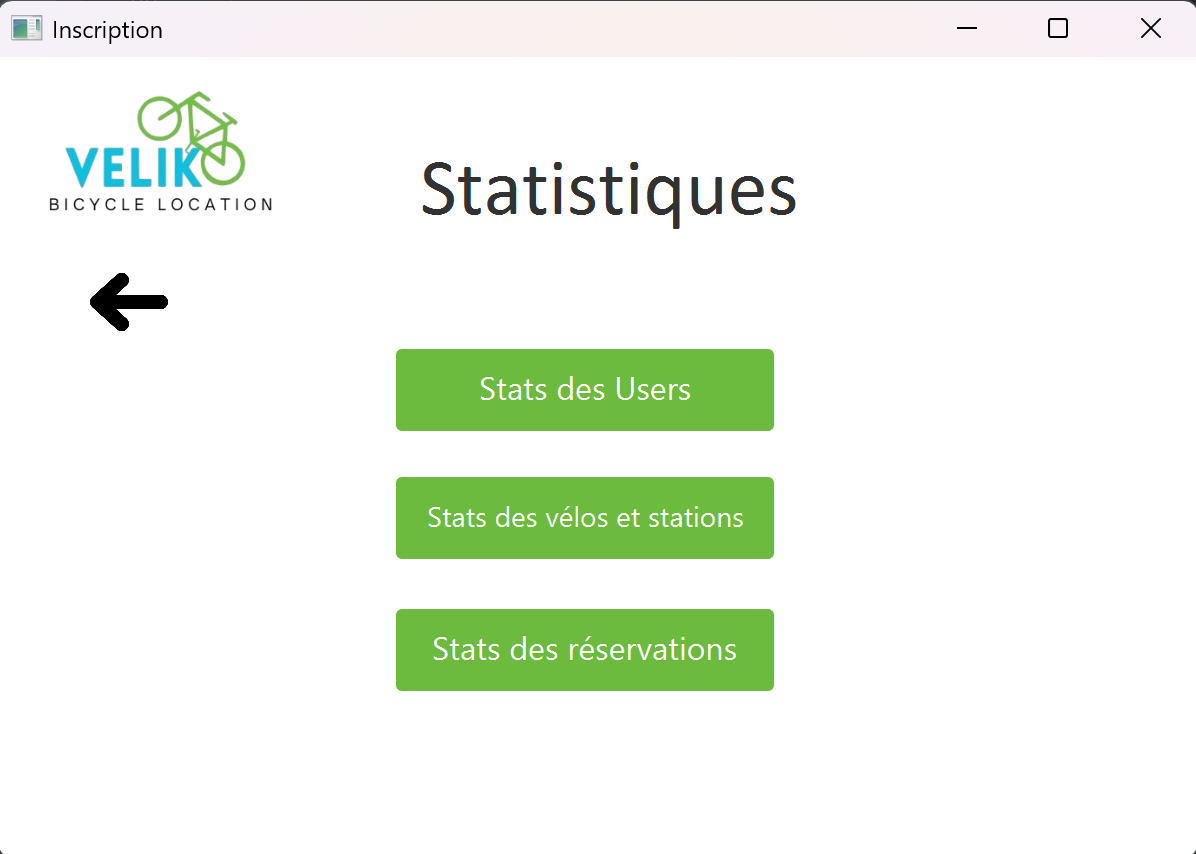 Inscription
VELIKO
BICYCLE LOCATION
Statistiques
Stats des Users
Stats des vélos et stations
Stats des réservations